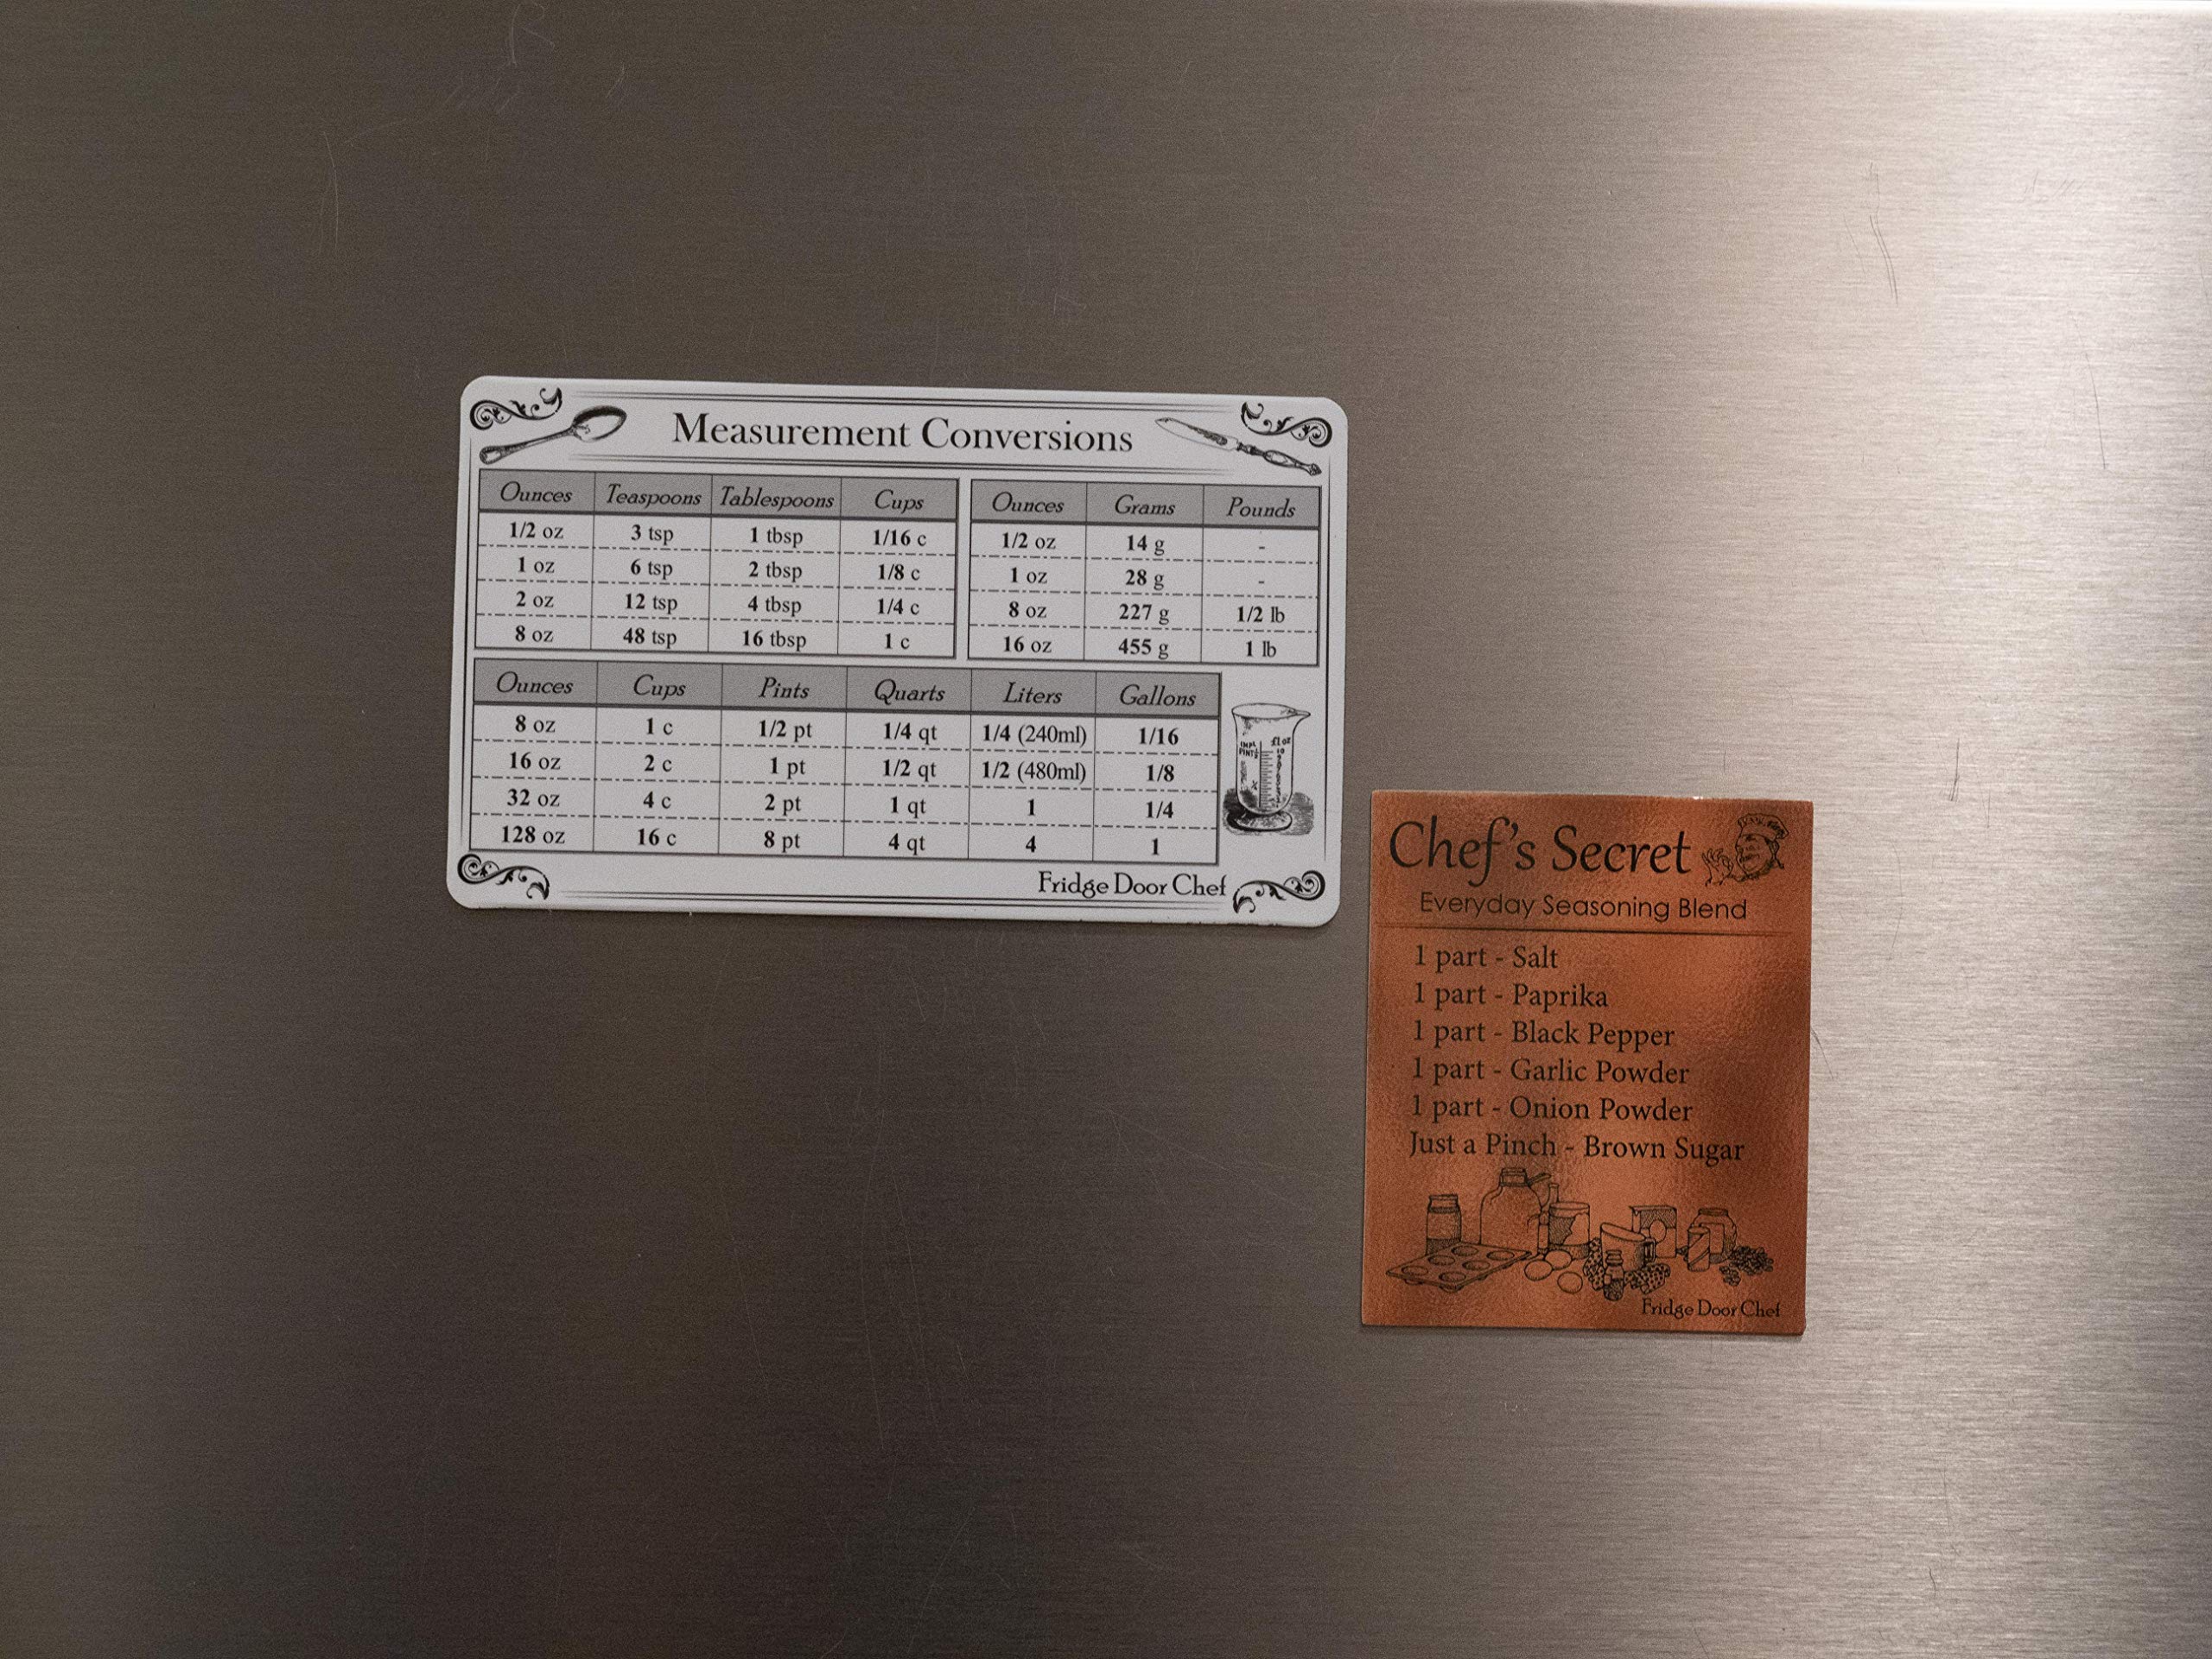 Measurement Conversions
Ounces Teaspoons Tablespoons Cups
1/2 oz 3 tsp 1 tbsp 1/16 c
1 oz 6 tsp 2 tbsp 1/8 c
2 oz 12 tsp 4 tbsp 1/4 c
8 oz 48 tsp 16 tbsp 1 c
Ounces Grams Pounds
1/2 oz 14 g -
1 oz 28 g -
8 oz 227 g 1/2 lb
16 oz 455 g 1 lb
Ounces Cups Pints Quarts Liters Gallons
8 oz 1 c 1/2 pt 1/4 qt 1/4 (240ml) 1/16
16 oz 2 c 1 pt 1/2 qt 1/2 (480ml) 1/8
32 oz 4 c 2 pt 1 qt 1 1/4
128 oz 16 c 8 pt 4 qt 4 1
fl oz
Fridge Door Chef
Chef's Secret
Everyday Seasoning Blend
1 part - Salt
1 part - Paprika
1 part - Black Pepper
1 part - Garlic Powder
1 part - Onion Powder
Just a Pinch - Brown Sugar
Fridge Door Chef